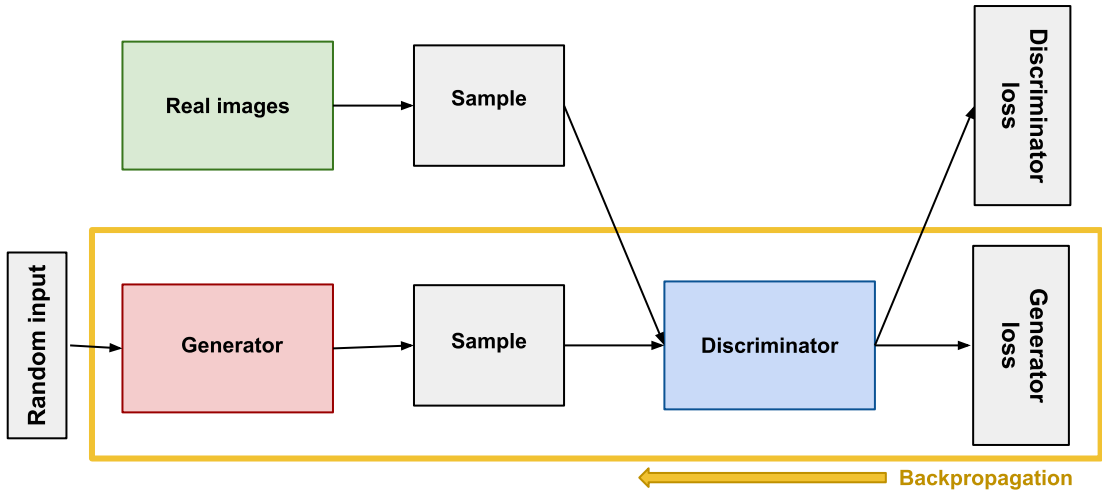 Real images
Sample
Discriminator
loss
Random input
Generator
Sample
Discriminator
Generator
loss
Backpropagation